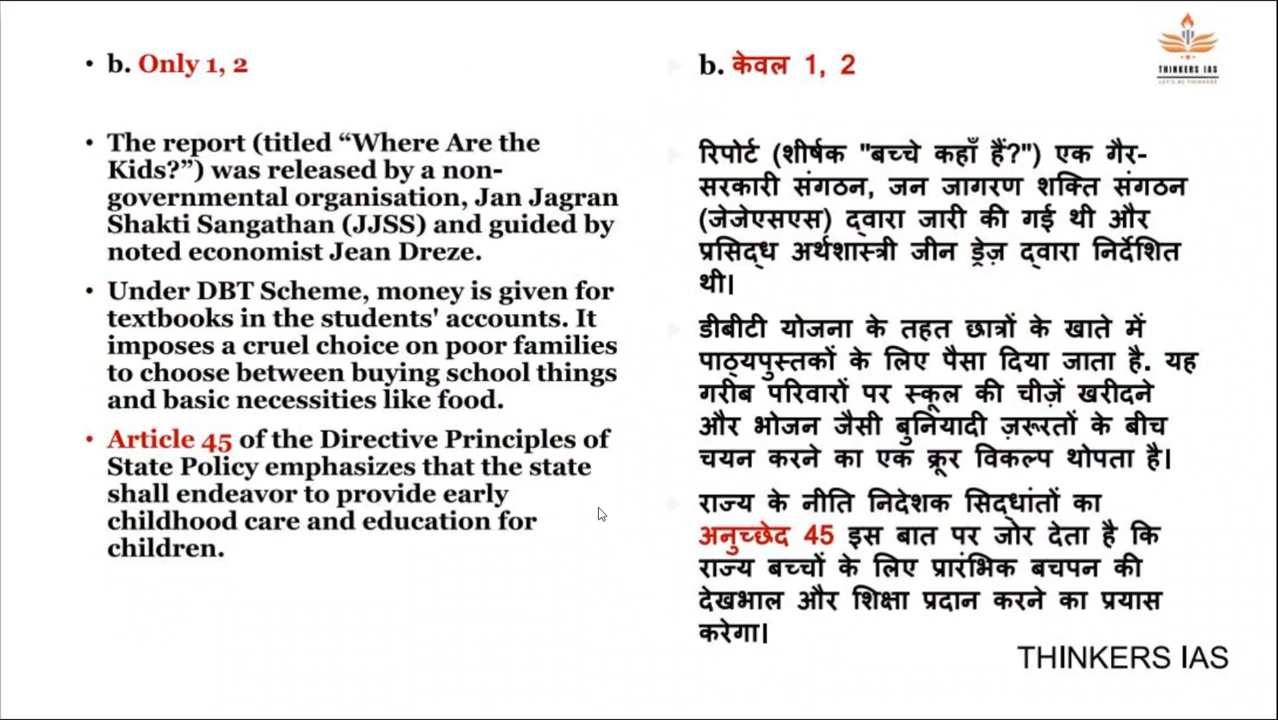 • b. Only 1, 2
• The report (titled “Where Are the
Kids?”) was released by a non-
governmental organisation, Jan Jagran
Shakti Sangathan (JJSS) and guided by
noted economist Jean Dreze.
• Under DBT Scheme, money is given for
textbooks in the students' accounts. It
imposes a cruel choice on poor families
to choose between buying school things
and basic necessities like food.
• Article 45 of the Directive Principles of
State Policy emphasizes that the state
shall endeavor to provide early
childhood care and education for
children.
b. केवल 1, 2
रिपोर्ट (शीर्षक "बच्चे कहाँ हैं?") एक गैर-
सरकारी संगठन, जन जागरण शक्ति संगठन
(जेजेएसएस) द्वारा जारी की गई थी और
प्रसिद्ध अर्थशास्त्री जीन ड्रेज़ द्वारा निर्देशित
थी।
डीबीटी योजना के तहत छात्रों के खाते में
पाठ्यपुस्तकों के लिए पैसा दिया जाता है. यह
गरीब परिवारों पर स्कूल की चीज़ें खरीदने
और भोजन जैसी बुनियादी ज़रूरतों के बीच
चयन करने का एक क्रूर विकल्प थोपता है।
राज्य के नीति निदेशक सिद्धांतों का
अनुच्छेद 45 इस बात पर जोर देता है कि
राज्य बच्चों के लिए प्रारंभिक बचपन की
देखभाल और शिक्षा प्रदान करने का प्रयास
करेगा।
THINKERS IAS
LET'S BE THINKERS
THINKERS IAS